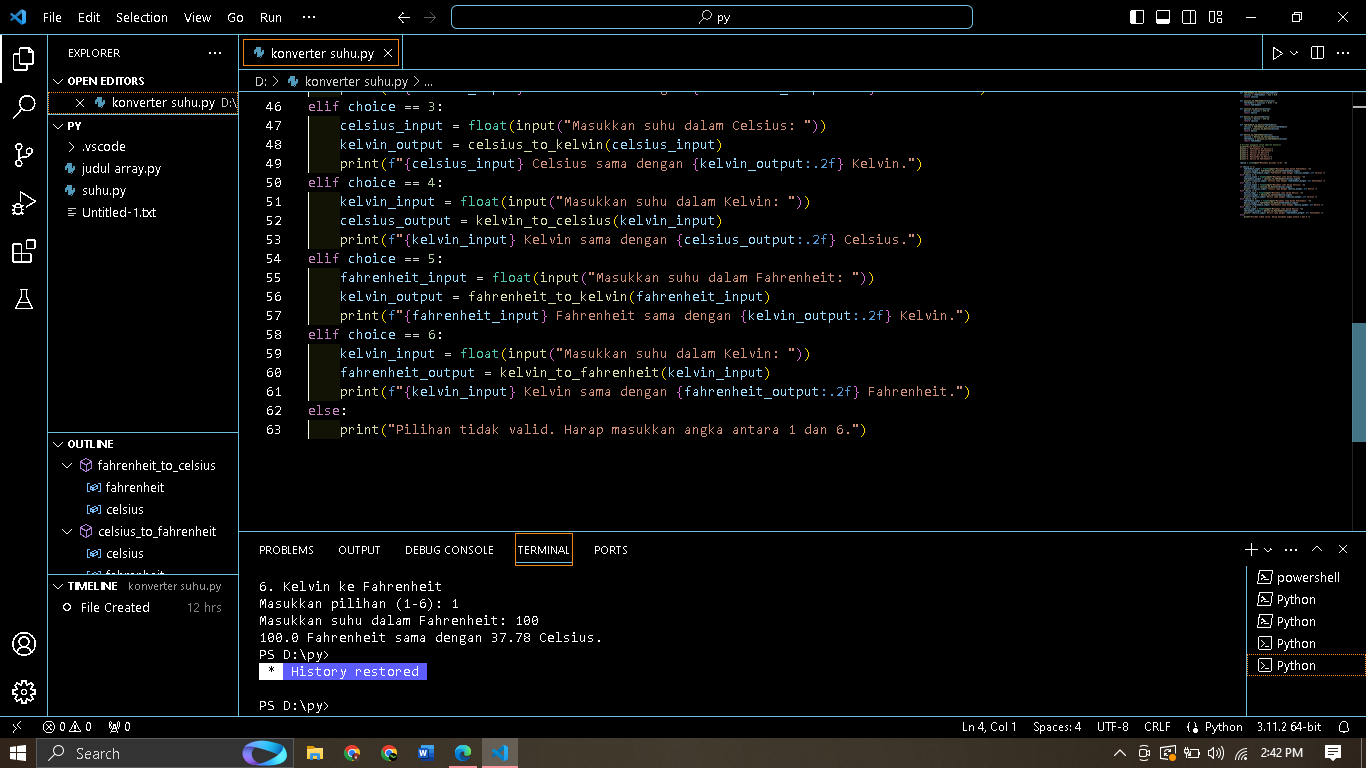 File Edit Selection View Go Run ··· py
EXPLORER ···
OPEN EDITORS
konverter suhu.py D:\
PY
.vscode
judul array.py
suhu.py
Untitled-1.txt
OUTLINE
fahrenheit_to_celsius
fahrenheit
celsius
celsius_to_fahrenheit
celsius
TIMELINE konverter suhu.py
File Created 12 hrs
konverter suhu.py
D: > konverter suhu.py > ...
46 elif choice == 3:
47 celsius_input = float(input("Masukkan suhu dalam Celsius: "))
48 kelvin_output = celsius_to_kelvin(celsius_input)
49 print(f"{celsius_input} Celsius sama dengan {kelvin_output:.2f} Kelvin.")
50 elif choice == 4:
51 kelvin_input = float(input("Masukkan suhu dalam Kelvin: "))
52 celsius_output = kelvin_to_celsius(kelvin_input)
53 print(f"{kelvin_input} Kelvin sama dengan {celsius_output:.2f} Celsius.")
54 elif choice == 5:
55 fahrenheit_input = float(input("Masukkan suhu dalam Fahrenheit: "))
56 kelvin_output = fahrenheit_to_kelvin(fahrenheit_input)
57 print(f"{fahrenheit_input} Fahrenheit sama dengan {kelvin_output:.2f} Kelvin.")
58 elif choice == 6:
59 kelvin_input = float(input("Masukkan suhu dalam Kelvin: "))
60 fahrenheit_output = kelvin_to_fahrenheit(kelvin_input)
61 print(f"{kelvin_input} Kelvin sama dengan {fahrenheit_output:.2f} Fahrenheit.")
62 else:
63 print("Pilihan tidak valid. Harap masukkan angka antara 1 dan 6.")
PROBLEMS OUTPUT DEBUG CONSOLE TERMINAL PORTS
6. Kelvin ke Fahrenheit
Masukkan pilihan (1-6): 1
Masukkan suhu dalam Fahrenheit: 100
100.0 Fahrenheit sama dengan 37.78 Celsius.
PS D:\py>
* History restored
PS D:\py>
powershell
Python
Python
Python
Python
0 0 0 Ln 4, Col 1 Spaces: 4 UTF-8 CRLF Python 3.11.2 64-bit
Search 2:42 PM